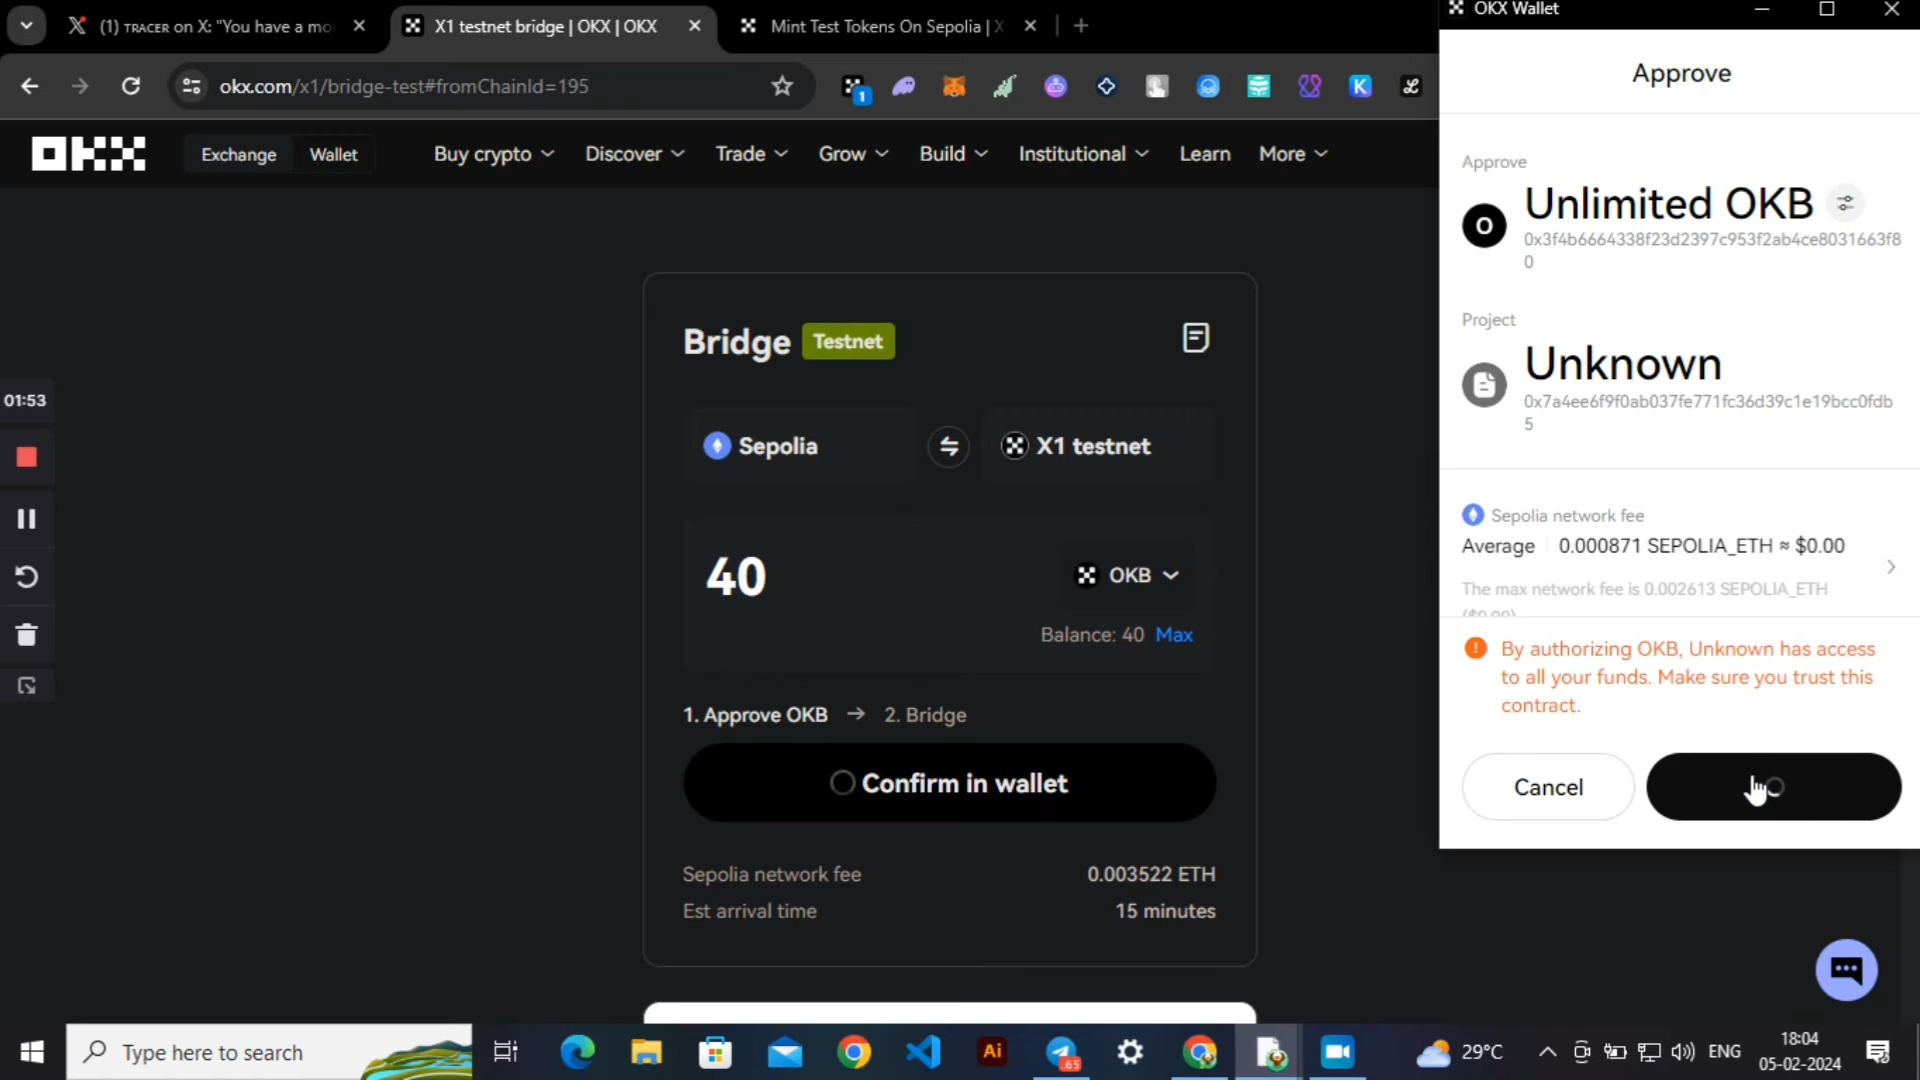 (1) TRACER on X: "You have a mo
X1 testnet bridge | OKX | OKX
Mint Test Tokens On Sepolia | X
OKX Wallet
okx.com/x1/bridge-test#fromChainId=195
1
OKX
Exchange
Wallet
Buy crypto
Discover
Trade
Grow
Build
Institutional
Learn
More
01:53
Bridge
Testnet
Sepolia
X1 testnet
40
OKB
Balance: 40 Max
1. Approve OKB → 2. Bridge
Confirm in wallet
Sepolia network fee
0.003522 ETH
Est arrival time
15 minutes
Approve
Approve
O
Unlimited OKB
0x3f4b6664338f23d2397c953f2ab4ce8031663f8
0
Project
Unknown
0x7a4ee6f9f0ab037fe771fc36d39c1e19bcc0fdb
5
Sepolia network fee
Average 0.000871 SEPOLIA_ETH ≈ $0.00
The max network fee is 0.002613 SEPOLIA_ETH
($0.00)
By authorizing OKB, Unknown has access
to all your funds. Make sure you trust this
contract.
Cancel
Type here to search
Ai
65
29°C
ENG
18:04
05-02-2024